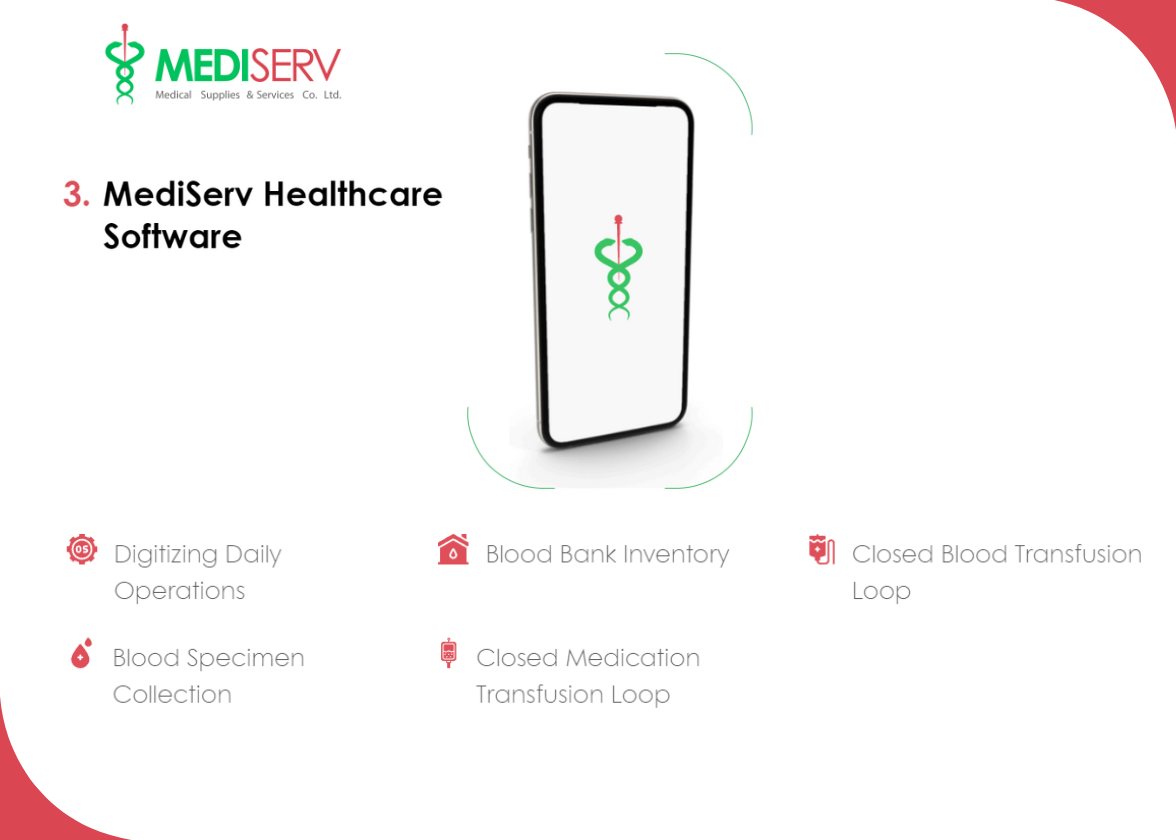 MEDISERV
Medical Supplies & Services Co. Ltd.
3. MediServ Healthcare
Software
05
Digitizing Daily
Operations
Blood Bank Inventory
Closed Blood Transfusion
Loop
Blood Specimen
Collection
Closed Medication
Transfusion Loop